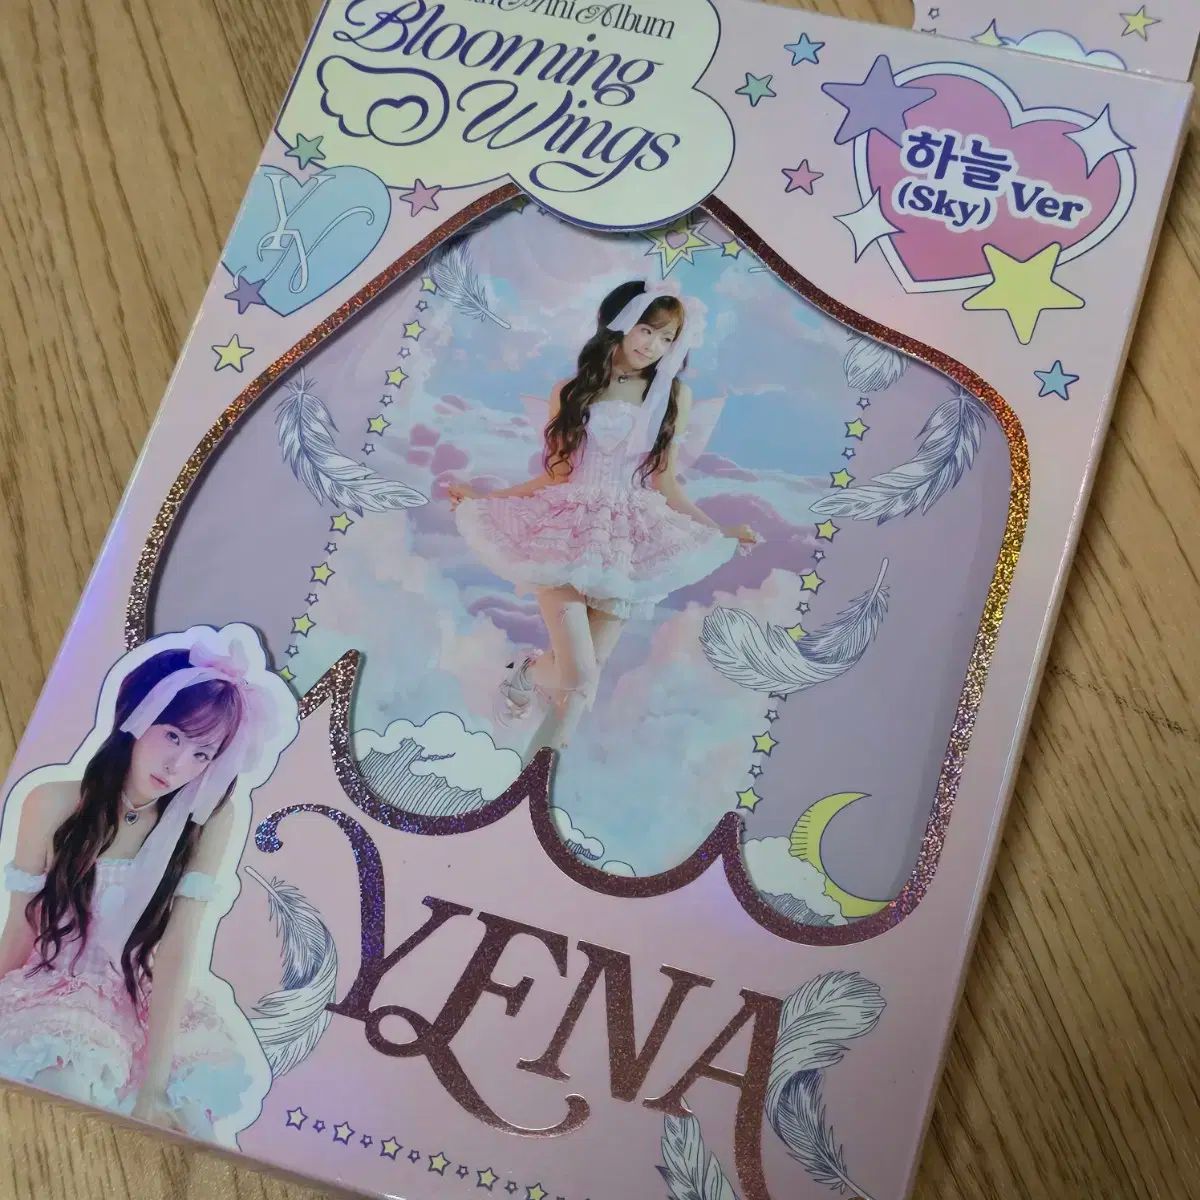 Mini Album
Blooming
Wings
하늘 Ver
(Sky)
YENA